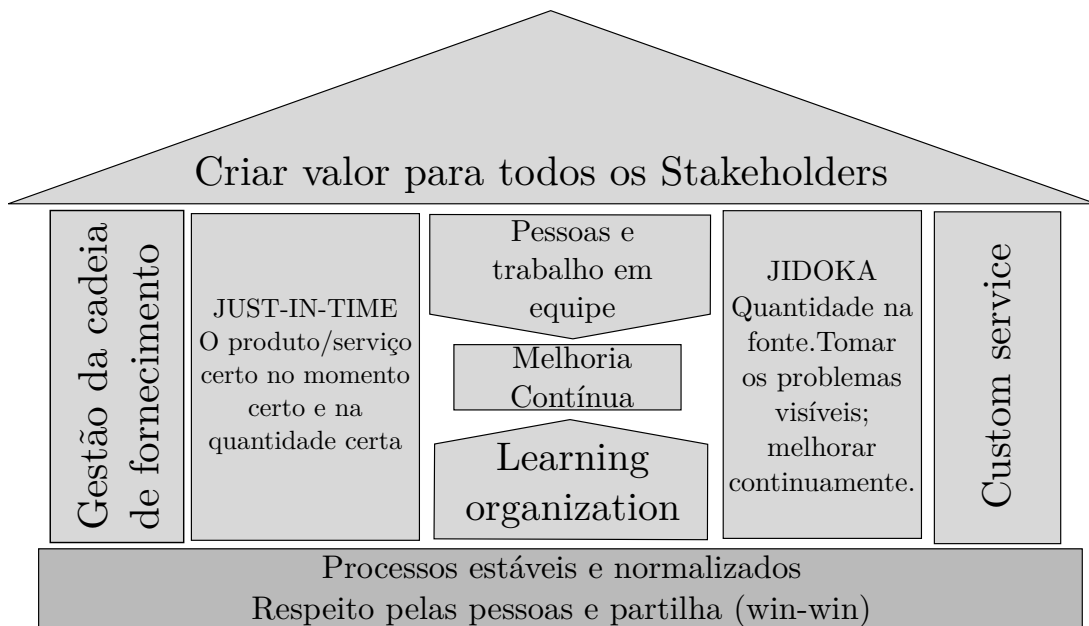 Criar valor para todos os Stakeholders
Gestão da cadeia
de fornecimento
JUST-IN-TIME
O produto/serviço
certo no momento
certo e na
quantidade certa
Pessoas e
trabalho em
equipe
Melhoria
Contínua
Learning
organization
JIDOKA
Quantidade na
fonte.Tomar
os problemas
visíveis;
melhorar
continuamente.
Custom service
Processos estáveis e normalizados
Respeito pelas pessoas e partilha (win-win)